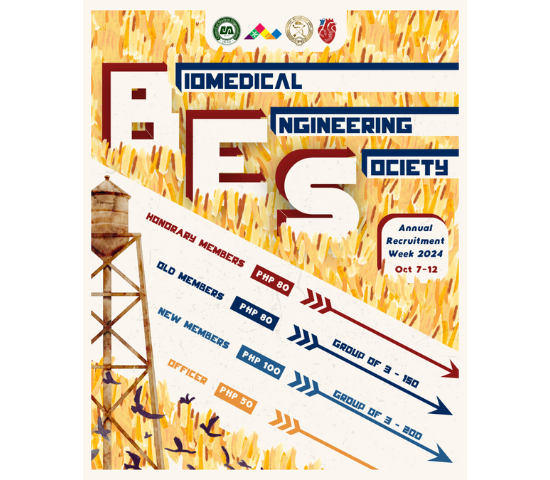 BIOMEDICAL
ENGINEERING
SOCIETY
Annual
Recruitment
Week 2024
Oct 7-12
HONORARY MEMBERS PHP 80
OLD MEMBERS PHP 80
GROUP OF 3 - 150
NEW MEMBERS PHP 100
GROUP OF 3 - 200
OFFICER PHP 50